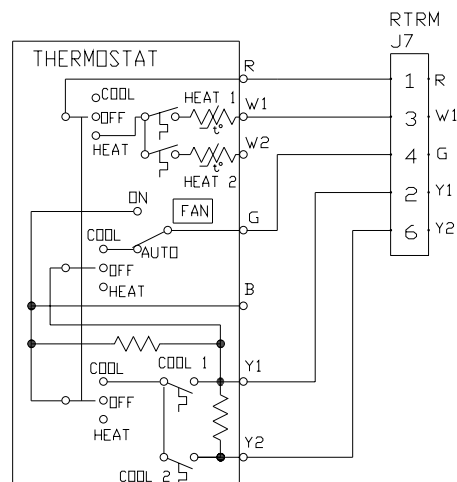 RTRM
J7
THERMOSTAT
R
1 R
COOL
HEAT 1
W1
OFF
3 W1
HEAT
t°
W2
4 G
t°
HEAT 2
ON
2 Y1
FAN
G
COOL
6 Y2
AUTO
OFF
HEAT
B
COOL 1
Y1
COOL
OFF
HEAT
Y2
COOL 2